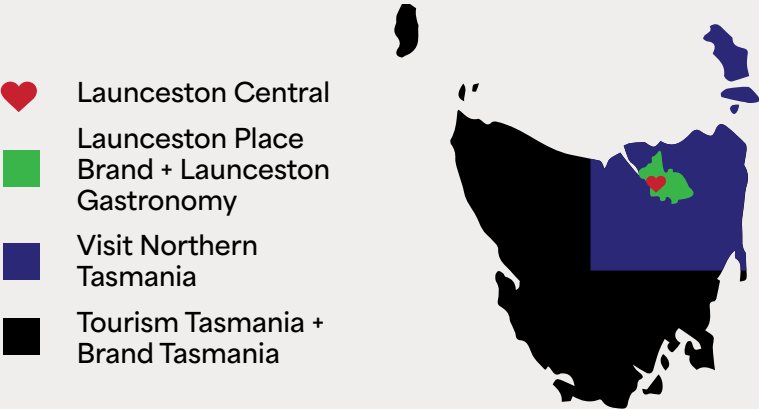 Launceston Central
Launceston Place
Brand + Launceston
Gastronomy
Visit Northern
Tasmania
Tourism Tasmania +
Brand Tasmania